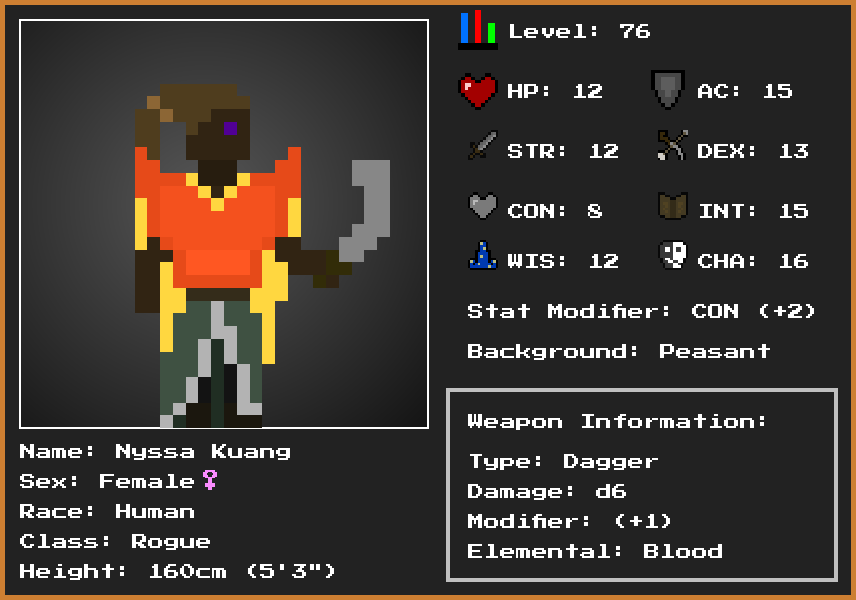 Level: 76
HP: 12 AC: 15
STR: 12 DEX: 13
CON: 8 INT: 15
WIS: 12 CHA: 16
Stat Modifier: CON (+2)
Background: Peasant
Weapon Information:
Type: Dagger
Damage: d6
Modifier: (+1)
Elemental: Blood
Name: Nyssa Kuang
Sex: Female♀
Race: Human
Class: Rogue
Height: 160cm (5'3")